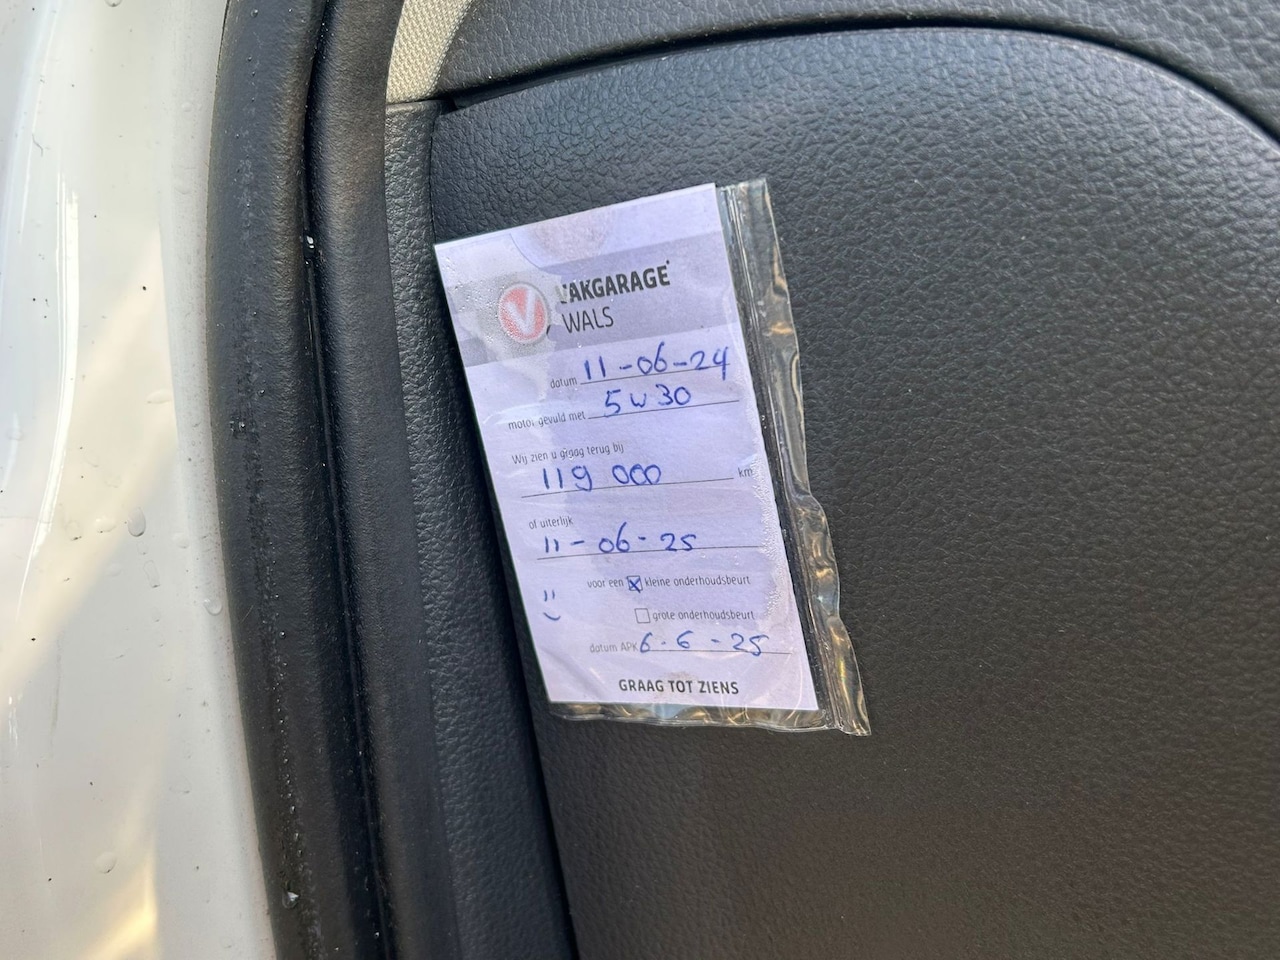 V
VAKGARAGE
WALS
datum 11-06-24
motor gevuld met 5w30
Wij zien u graag terug bij
119 000 km
of uiterlijk
11-06-25
voor een ☒ kleine onderhoudsbeurt
☐ grote onderhoudsbeurt
datum APK 6-6-25
GRAAG TOT ZIENS